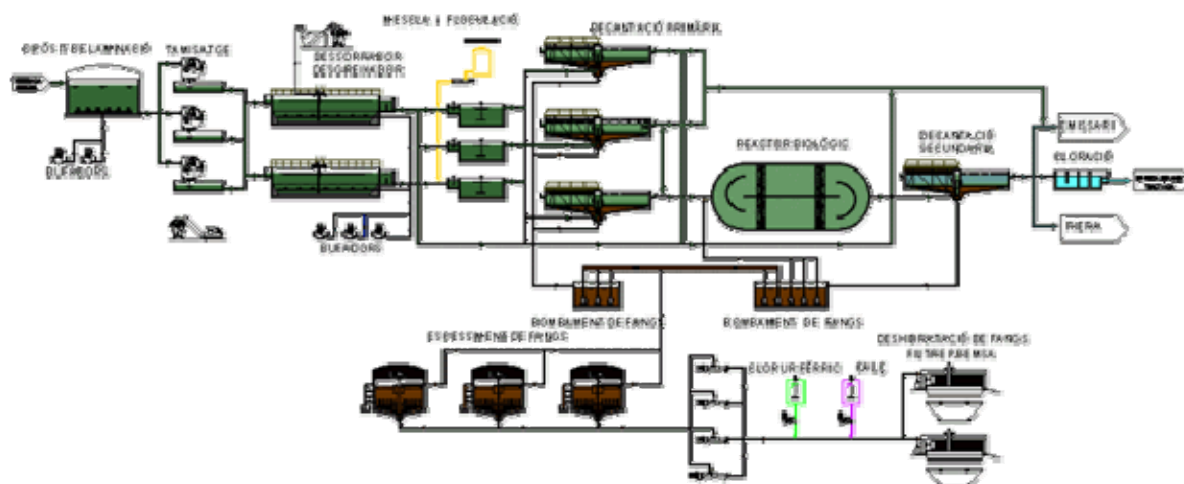 MESCLA I FLOCULACIÓ
DECANTACIÓ PRIMÀRIA
DIPÒSIT DE LAMINACIÓ
TAMISATGE
DESSORRADOR
DESGREIXADOR
BUFADORS
BUFADORS
REACTOR BIOLÒGIC
DECANTACIÓ
SECUNDÀRIA
EMISSARI
CLORACIÓ
RIERA
BOMBAMENT DE FANGS
BOMBAMENT DE FANGS
ESPESSIMENT DE FANGS
CLORUR FÈRRIC
DESHIDRATACIÓ DE FANGS
FILTRE PREMSA